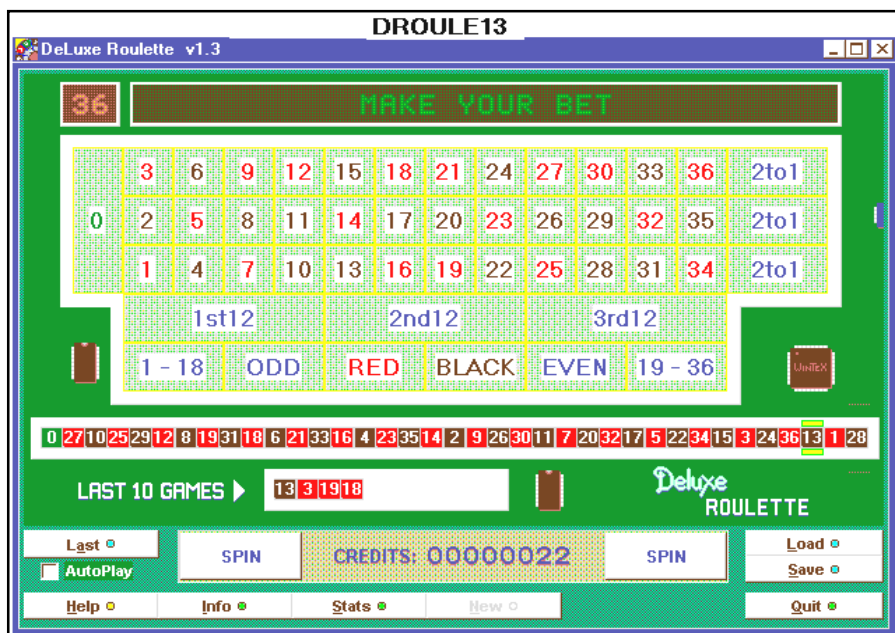 DROULE13
DeLuxe Roulette v1.3
36 MAKE YOUR BET
3 6 9 12 15 18 21 24 27 30 33 36 2to1
0 2 5 8 11 14 17 20 23 26 29 32 35 2to1
1 4 7 10 13 16 19 22 25 28 31 34 2to1
1st12 2nd12 3rd12
1 - 18 ODD RED BLACK EVEN 19 - 36
WINTEX
0 27 10 25 29 12 8 19 31 18 6 21 33 16 4 23 35 14 2 9 26 30 11 7 20 32 17 5 22 34 15 3 24 36 13 1 28
LAST 10 GAMES 13 3 19 18
Deluxe
ROULETTE
Last SPIN CREDITS: 00000022 SPIN Load
AutoPlay Save
Help Info Stats New Quit